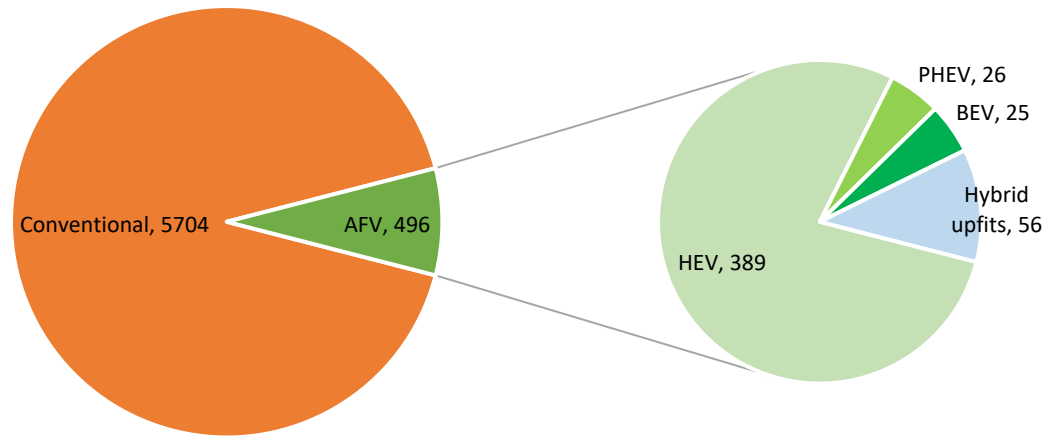 Conventional, 5704
AFV, 496
HEV, 389
PHEV, 26
BEV, 25
Hybrid
upfits, 56